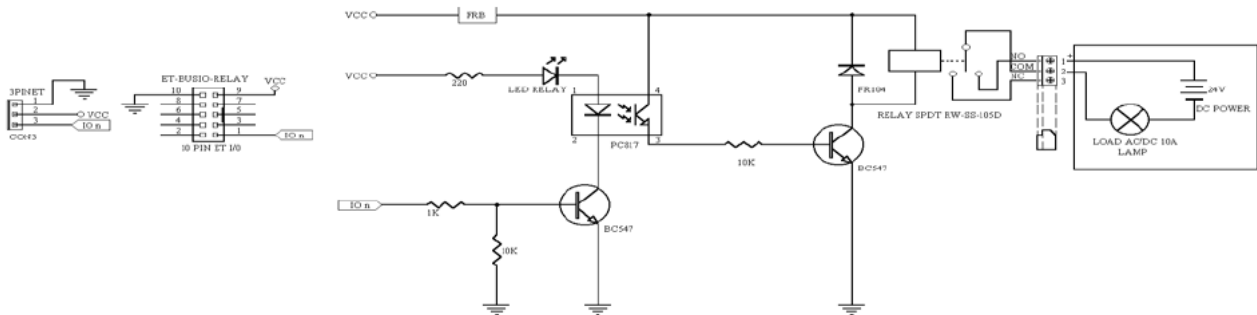 3PINET
1
2
3
VCC
IO n
CON3
ET-BUSIO-RELAY
10 9
8 7
6 5
4 3
2 1
VCC
IO n
10 PIN ET I/O
VCC
FRB
VCC
220
LED RELAY
1
4
2
3
PC817
IO n
1K
10K
BC547
10K
BC547
FR104
RELAY SPDT RW-SS-105D
NO
COM
NC
1
2
3
+
24V
DC POWER
LOAD AC/DC 10A
LAMP